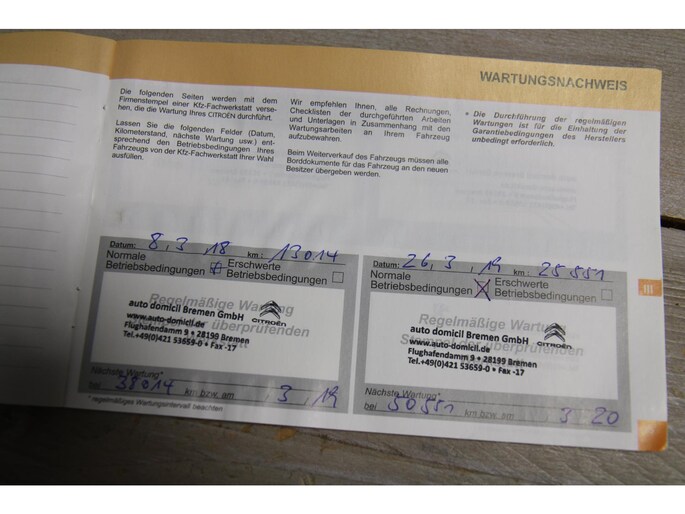 WARTUNGSNACHWEIS
Die folgenden Seiten werden mit dem
Firmenstempel einer Kfz-Fachwerkstatt verse-
hen, die die Wartung Ihres CITROËN durchführt.
Lassen Sie die folgenden Felder (Datum,
Kilometerstand, nächste Wartung usw.) ent-
sprechend den Betriebsbedingungen Ihres
Fahrzeugs von der Kfz-Fachwerkstatt Ihrer Wahl
ausfüllen.
Wir empfehlen Ihnen, alle Rechnungen,
Checklisten der durchgeführten Arbeiten
und Unterlagen in Zusammenhang mit den
Wartungsarbeiten an Ihrem Fahrzeug
aufzubewahren.
Beim Weiterverkauf des Fahrzeugs müssen alle
Borddokumente für das Fahrzeug an den neuen
Besitzer übergeben werden.
* Die Durchführung der regelmäßigen
Wartungen ist für die Einhaltung der
Garantiebedingungen des Herstellers
unbedingt erforderlich.
Datum: 8.3.18 km: 13014
Normale Betriebsbedingungen
Erschwerte Betriebsbedingungen
Regelmäßige Wartung
der überprüfenden
auto domicil Bremen GmbH
www.auto-domicil.de
Flughafendamm 9 • 28199 Bremen
Tel.+49(0)421 53659-0 • Fax -17
CITROËN
Nächste Wartung*
bei 38014 km bzw. am 3.19
* regelmäßiges Wartungsintervall beachten.
Datum: 26.3.19 km: 25551
Normale Betriebsbedingungen
Erschwerte Betriebsbedingungen
Regelmäßige Wartung
Stempel der überprüfenden
auto domicil Bremen GmbH
www.auto-domicil.de
Flughafendamm 9 • 28199 Bremen
Tel.+49(0)421 53659-0 • Fax -17
CITROËN
Nächste Wartung*
bei 50551 km bzw. am 3 20
III